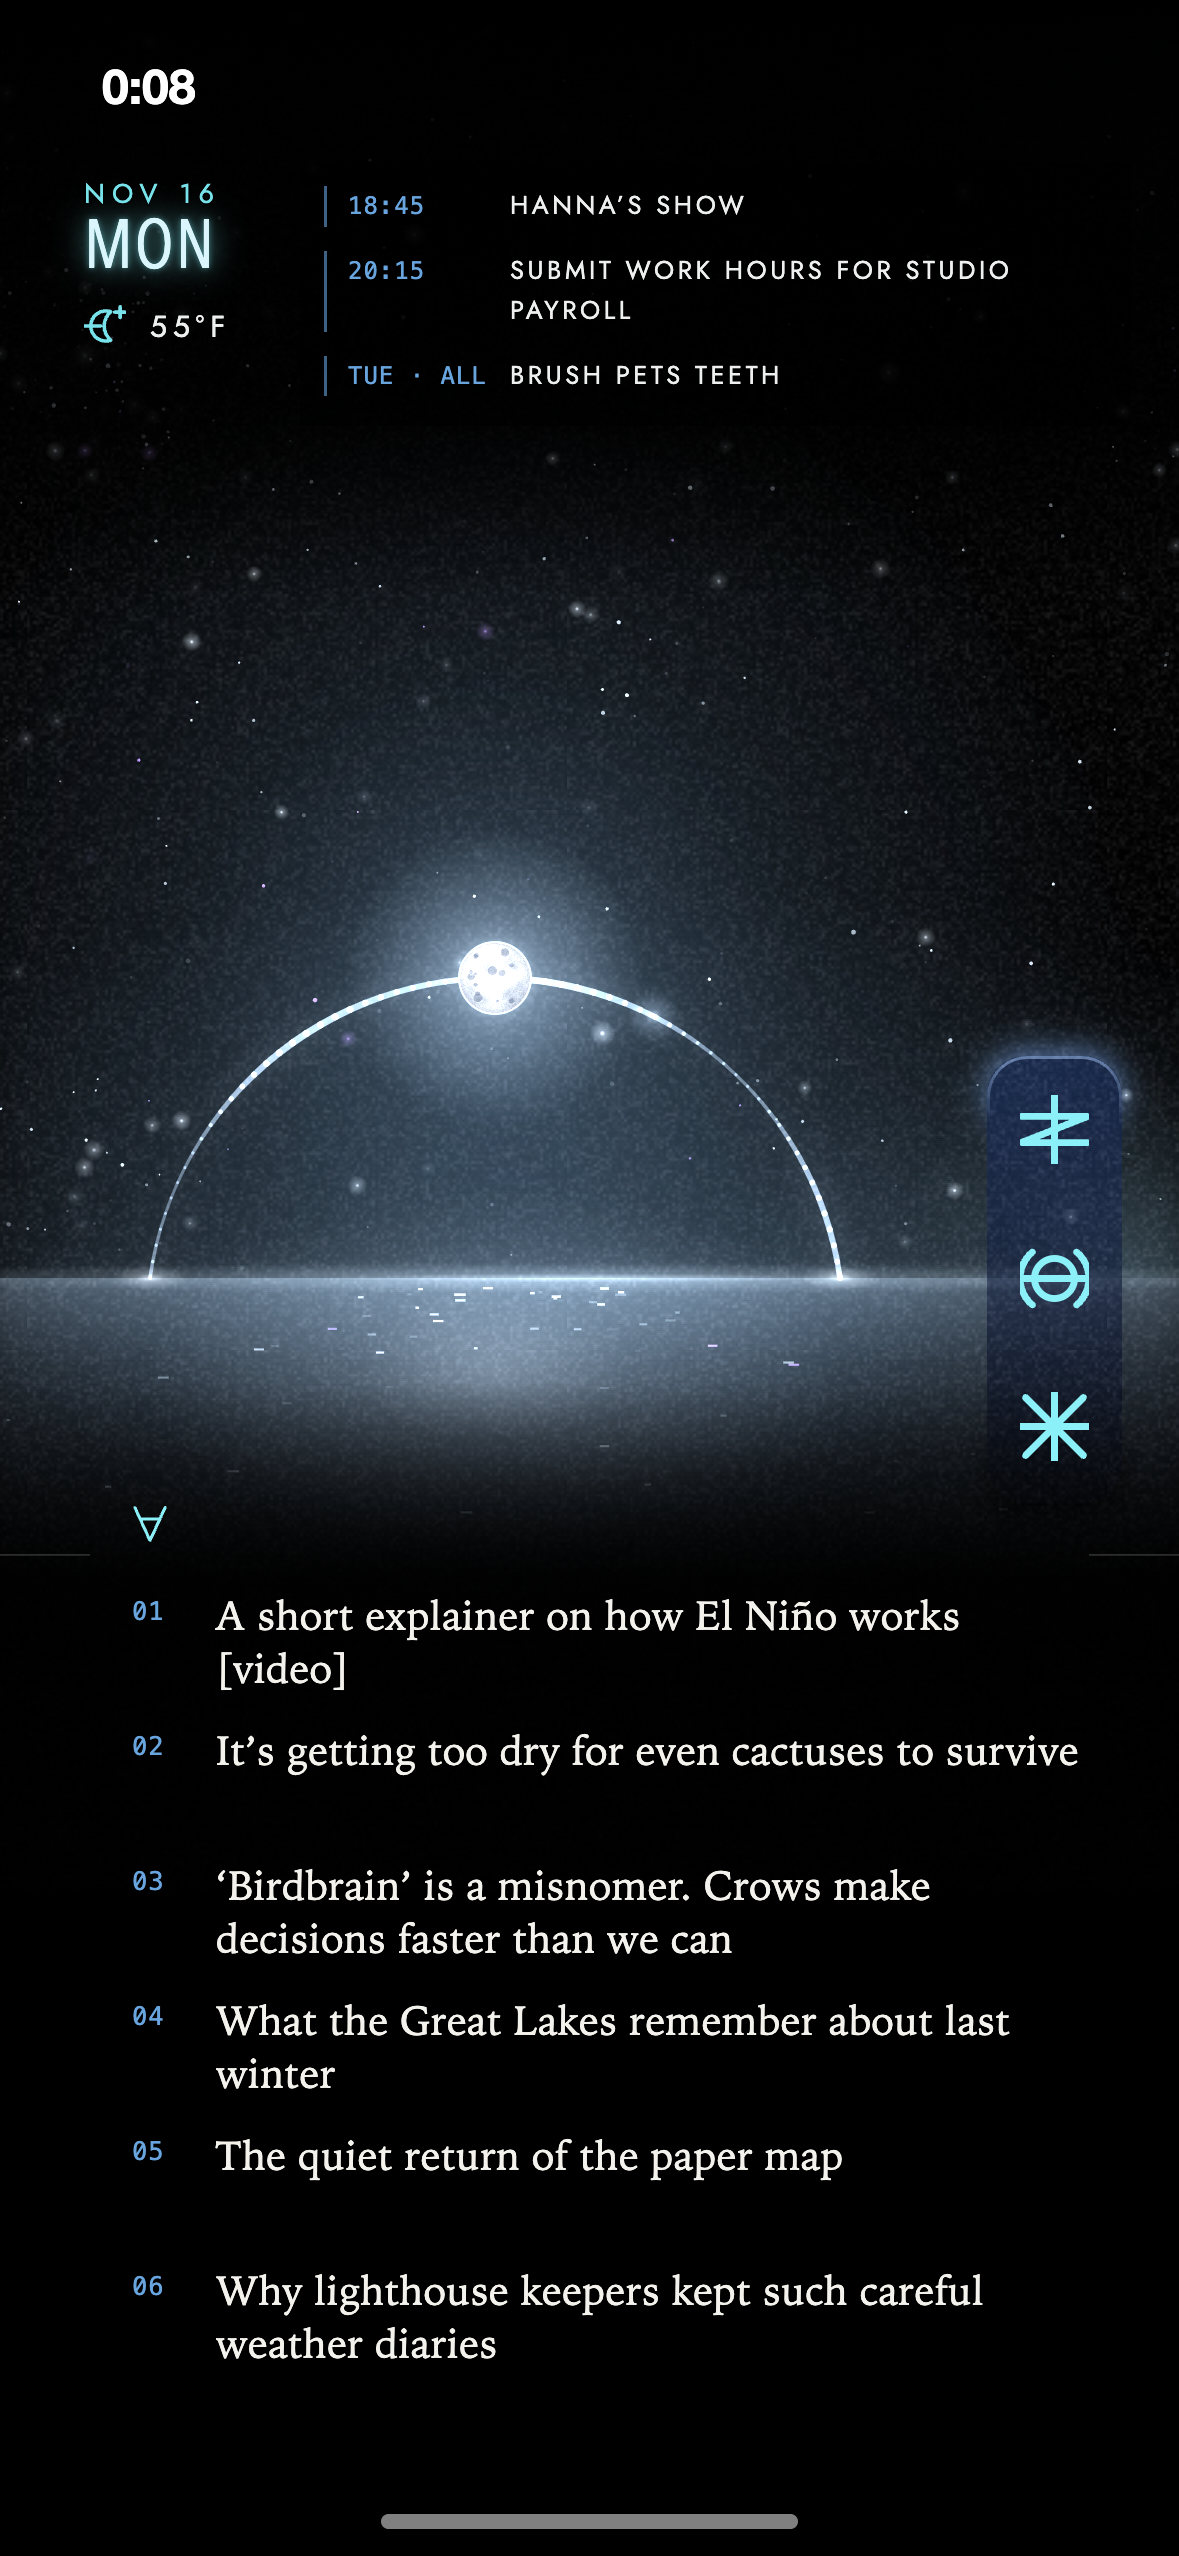 0:08
NOV 16
MON
55°F
18:45 HANNA’S SHOW
20:15 SUBMIT WORK HOURS FOR STUDIO
PAYROLL
TUE · ALL BRUSH PETS TEETH
∀
01 A short explainer on how El Niño works
[video]
02 It’s getting too dry for even cactuses to survive
03 ‘Birdbrain’ is a misnomer. Crows make
decisions faster than we can
04 What the Great Lakes remember about last
winter
05 The quiet return of the paper map
06 Why lighthouse keepers kept such careful
weather diaries